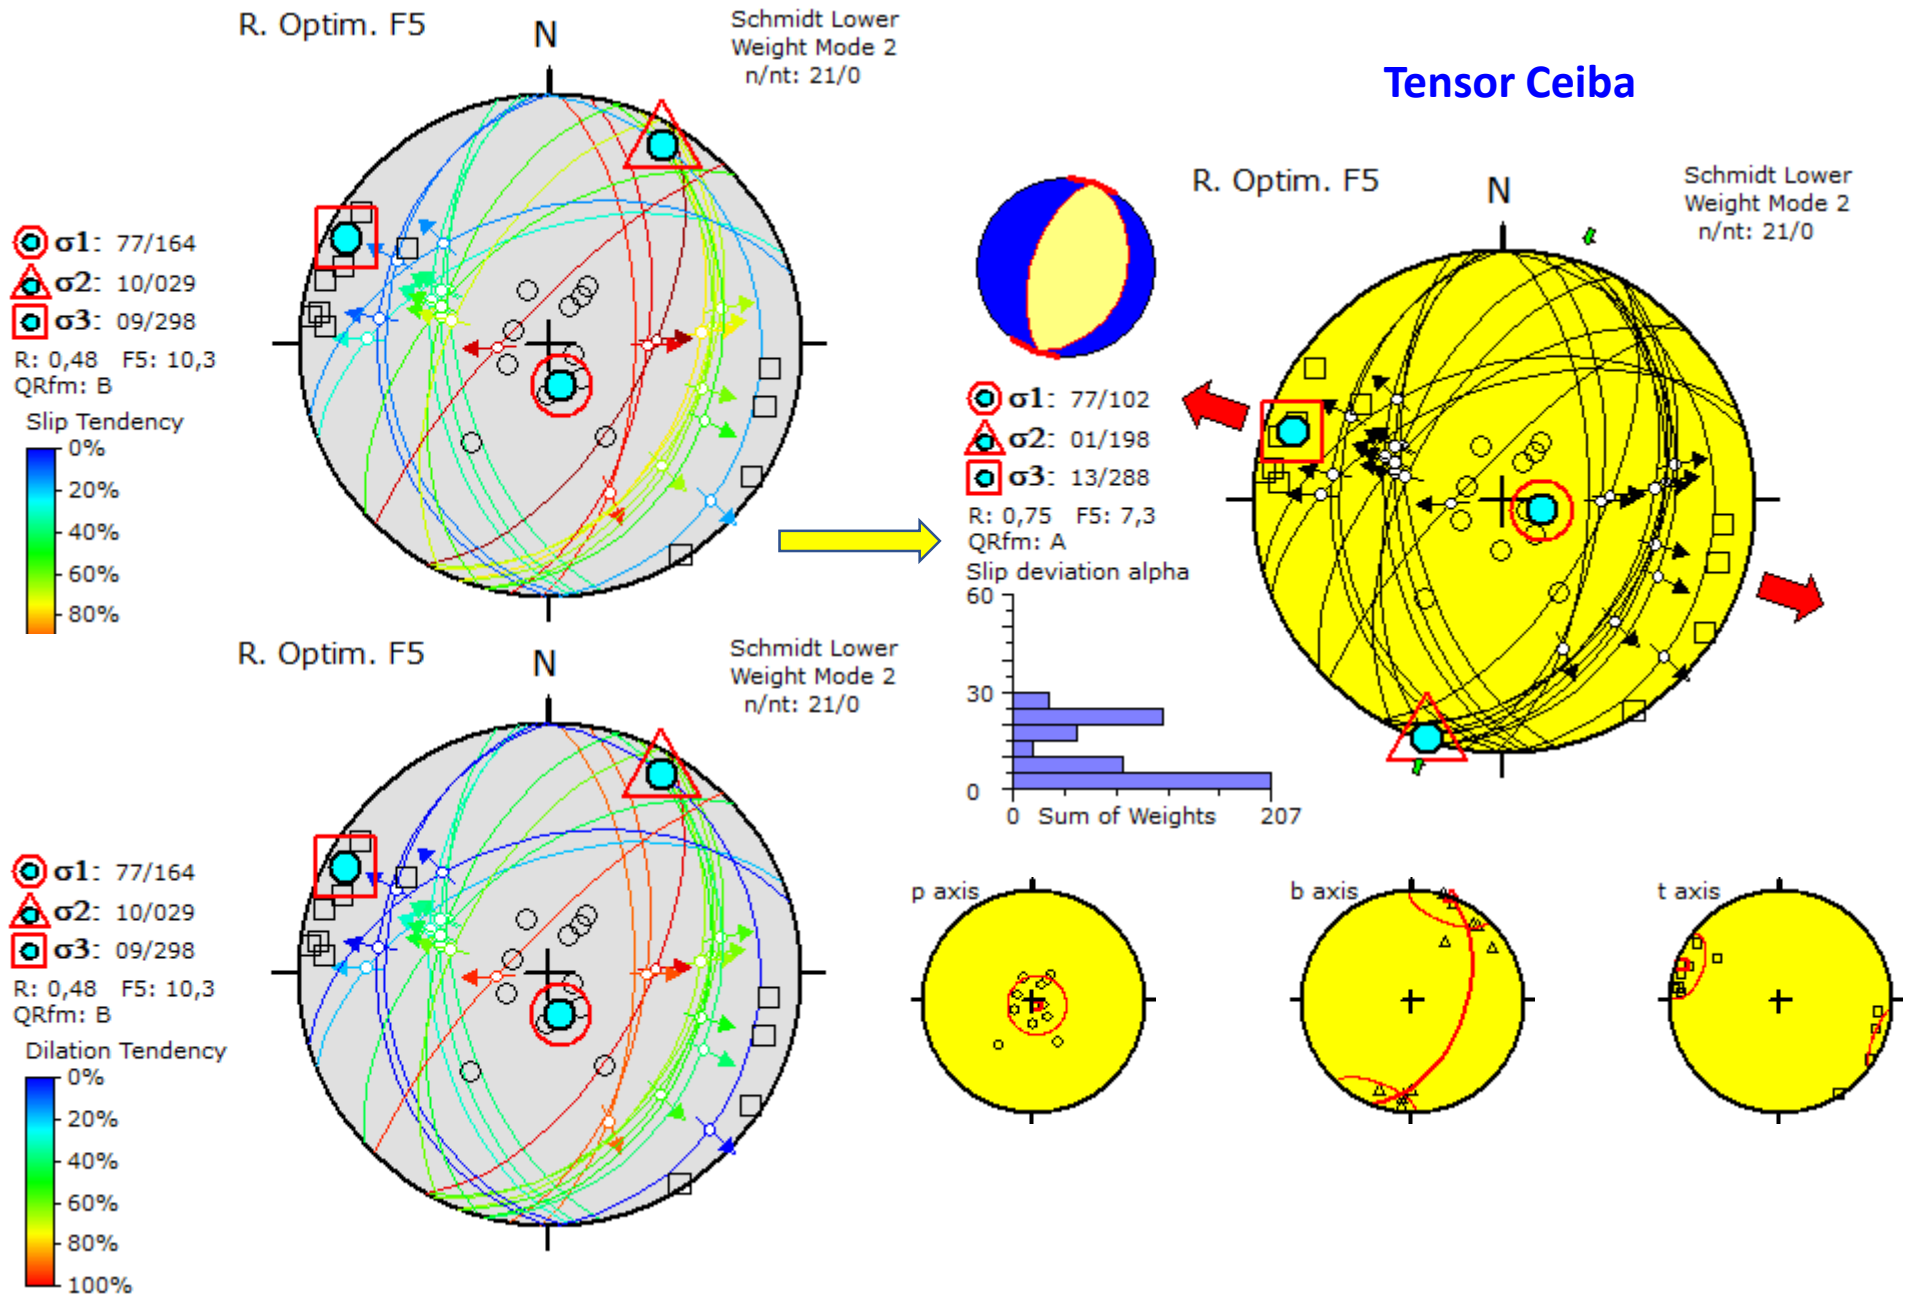 R. Optim. F5
N
Schmidt Lower
Weight Mode 2
n/nt: 21/0
σ1: 77/164
σ2: 10/029
σ3: 09/298
R: 0,48 F5: 10,3
QRfm: B
Slip Tendency
0%
20%
40%
60%
80%
Tensor Ceiba
R. Optim. F5
N
Schmidt Lower
Weight Mode 2
n/nt: 21/0
σ1: 77/102
σ2: 01/198
σ3: 13/288
R: 0,75 F5: 7,3
QRfm: A
Slip deviation alpha
60
30
0
0 Sum of Weights 207
R. Optim. F5
N
Schmidt Lower
Weight Mode 2
n/nt: 21/0
σ1: 77/164
σ2: 10/029
σ3: 09/298
R: 0,48 F5: 10,3
QRfm: B
Dilation Tendency
0%
20%
40%
60%
80%
100%
p axis
b axis
t axis